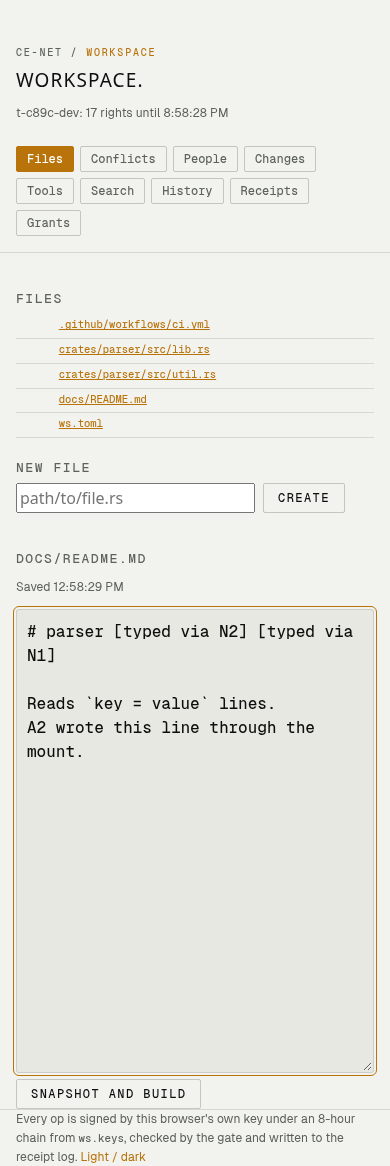 CE-NET / WORKSPACE
WORKSPACE.
t-c89c-dev: 17 rights until 8:58:28 PM
Files Conflicts People Changes
Tools Search History Receipts
Grants
FILES
.github/workflows/ci.yml
crates/parser/src/lib.rs
crates/parser/src/util.rs
docs/README.md
ws.toml
NEW FILE
path/to/file.rs CREATE
DOCS/README.MD
Saved 12:58:29 PM
# parser [typed via N2] [typed via
N1]
Reads `key = value` lines.
A2 wrote this line through the
mount.
SNAPSHOT AND BUILD
Every op is signed by this browser's own key under an 8-hour
chain from ws.keys, checked by the gate and written to the
receipt log. Light / dark